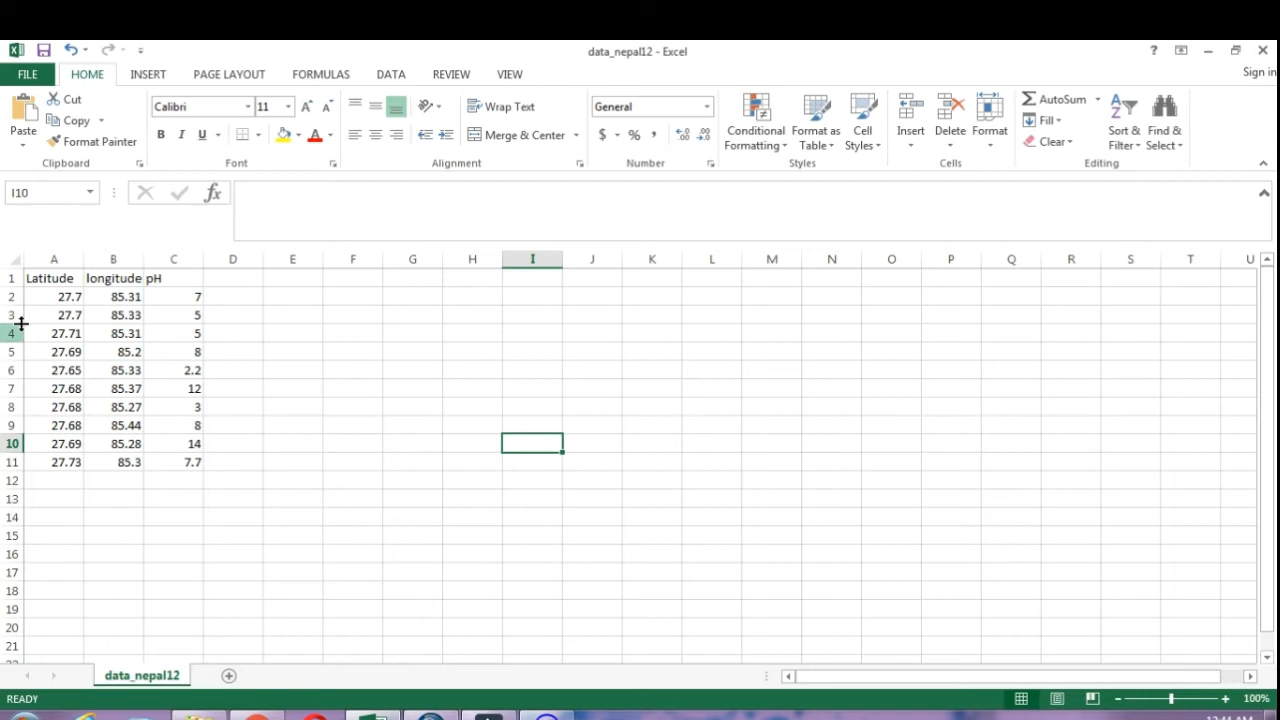 data_nepal12 - Excel
?
FILE HOME INSERT PAGE LAYOUT FORMULAS DATA REVIEW VIEW Sign in
Paste Cut Copy Format Painter
Calibri 11 B I U A A A
Wrap Text Merge & Center
General $ % ,
Conditional Formatting Format as Table Cell Styles
Insert Delete Format
AutoSum Fill Clear Sort & Filter Find & Select
Clipboard Font Alignment Number Styles Cells Editing
I10 fx
A B C D E F G H I J K L M N O P Q R S T U
1 Latitude longitude pH
2 27.7 85.31 7
3 27.7 85.33 5
4 27.71 85.31 5
5 27.69 85.2 8
6 27.65 85.33 2.2
7 27.68 85.37 12
8 27.68 85.27 3
9 27.68 85.44 8
10 27.69 85.28 14
11 27.73 85.3 7.7
12
13
14
15
16
17
18
19
20
21
data_nepal12
READY 100%